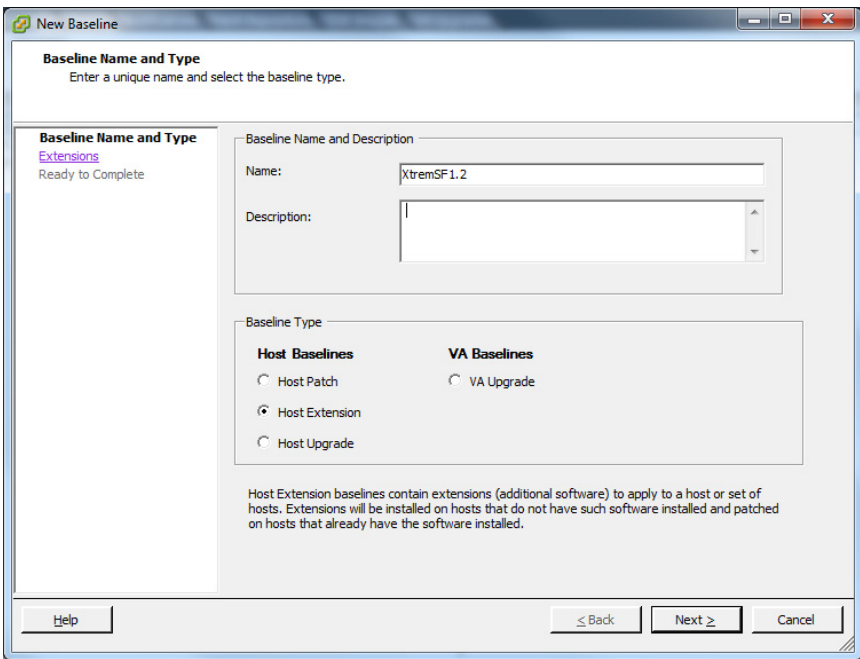 New Baseline
Baseline Name and Type
Enter a unique name and select the baseline type.
Baseline Name and Type
Extensions
Ready to Complete
Baseline Name and Description
Name:
XtremSF1.2
Description:
Baseline Type
Host Baselines
VA Baselines
Host Patch
VA Upgrade
Host Extension
Host Upgrade
Host Extension baselines contain extensions (additional software) to apply to a host or set of
hosts. Extensions will be installed on hosts that do not have such software installed and patched
on hosts that already have the software installed.
Help
< Back
Next >
Cancel